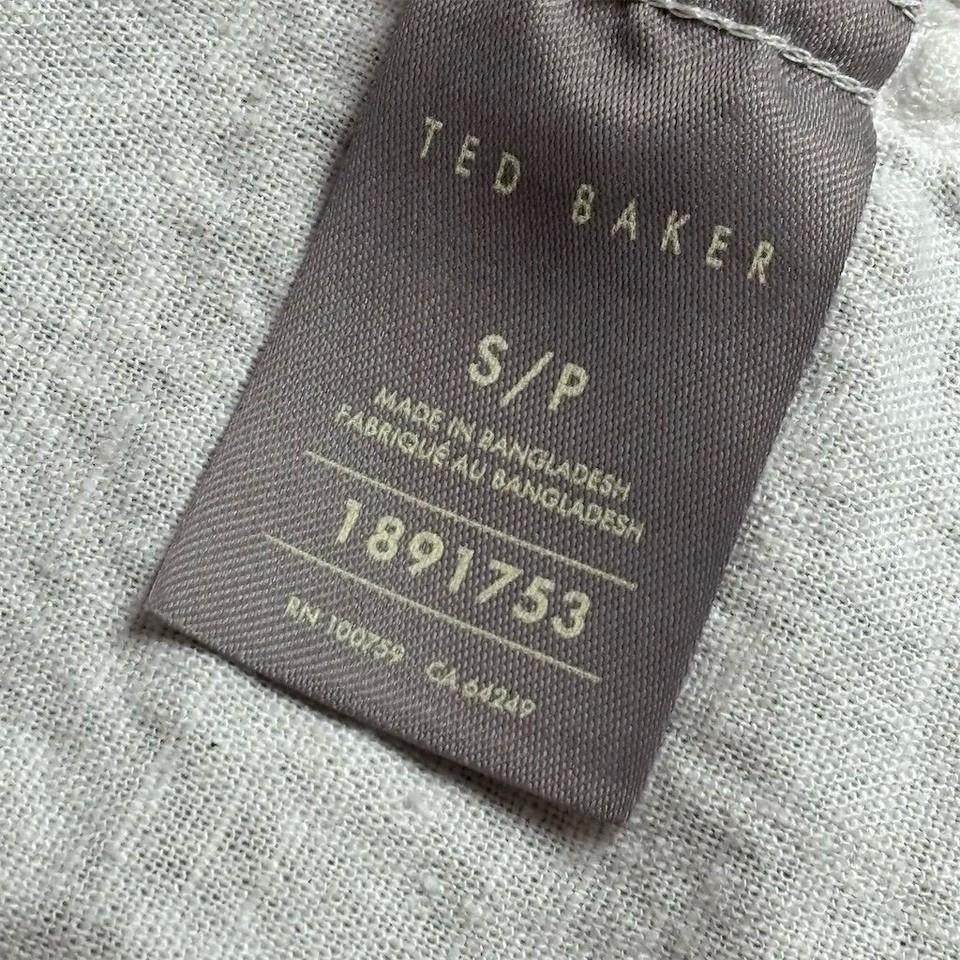 TED BAKER
S/P
MADE IN BANGLADESH
FABRIQUÉ AU BANGLADESH
1891753
RN 100759 CA 64249